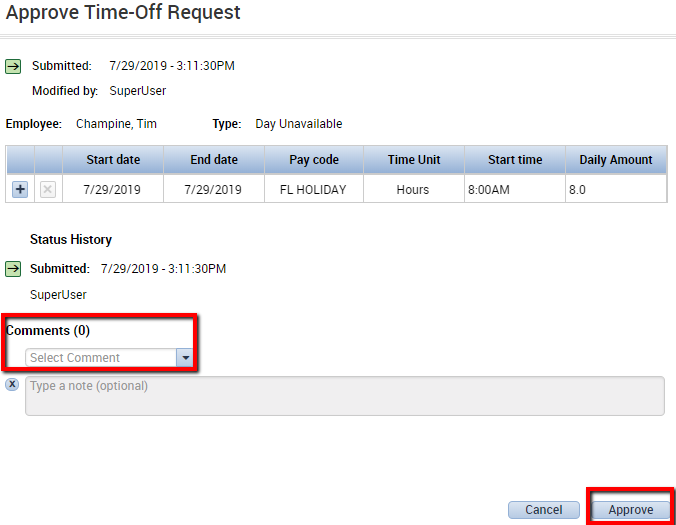 Approve Time-Off Request
Submitted: 7/29/2019 - 3:11:30PM
Modified by: SuperUser
Employee: Champine, Tim Type: Day Unavailable
Start date End date Pay code Time Unit Start time Daily Amount
7/29/2019 7/29/2019 FL HOLIDAY Hours 8:00AM 8.0
Status History
Submitted: 7/29/2019 - 3:11:30PM
SuperUser
Comments (0)
Select Comment
Type a note (optional)
Cancel Approve